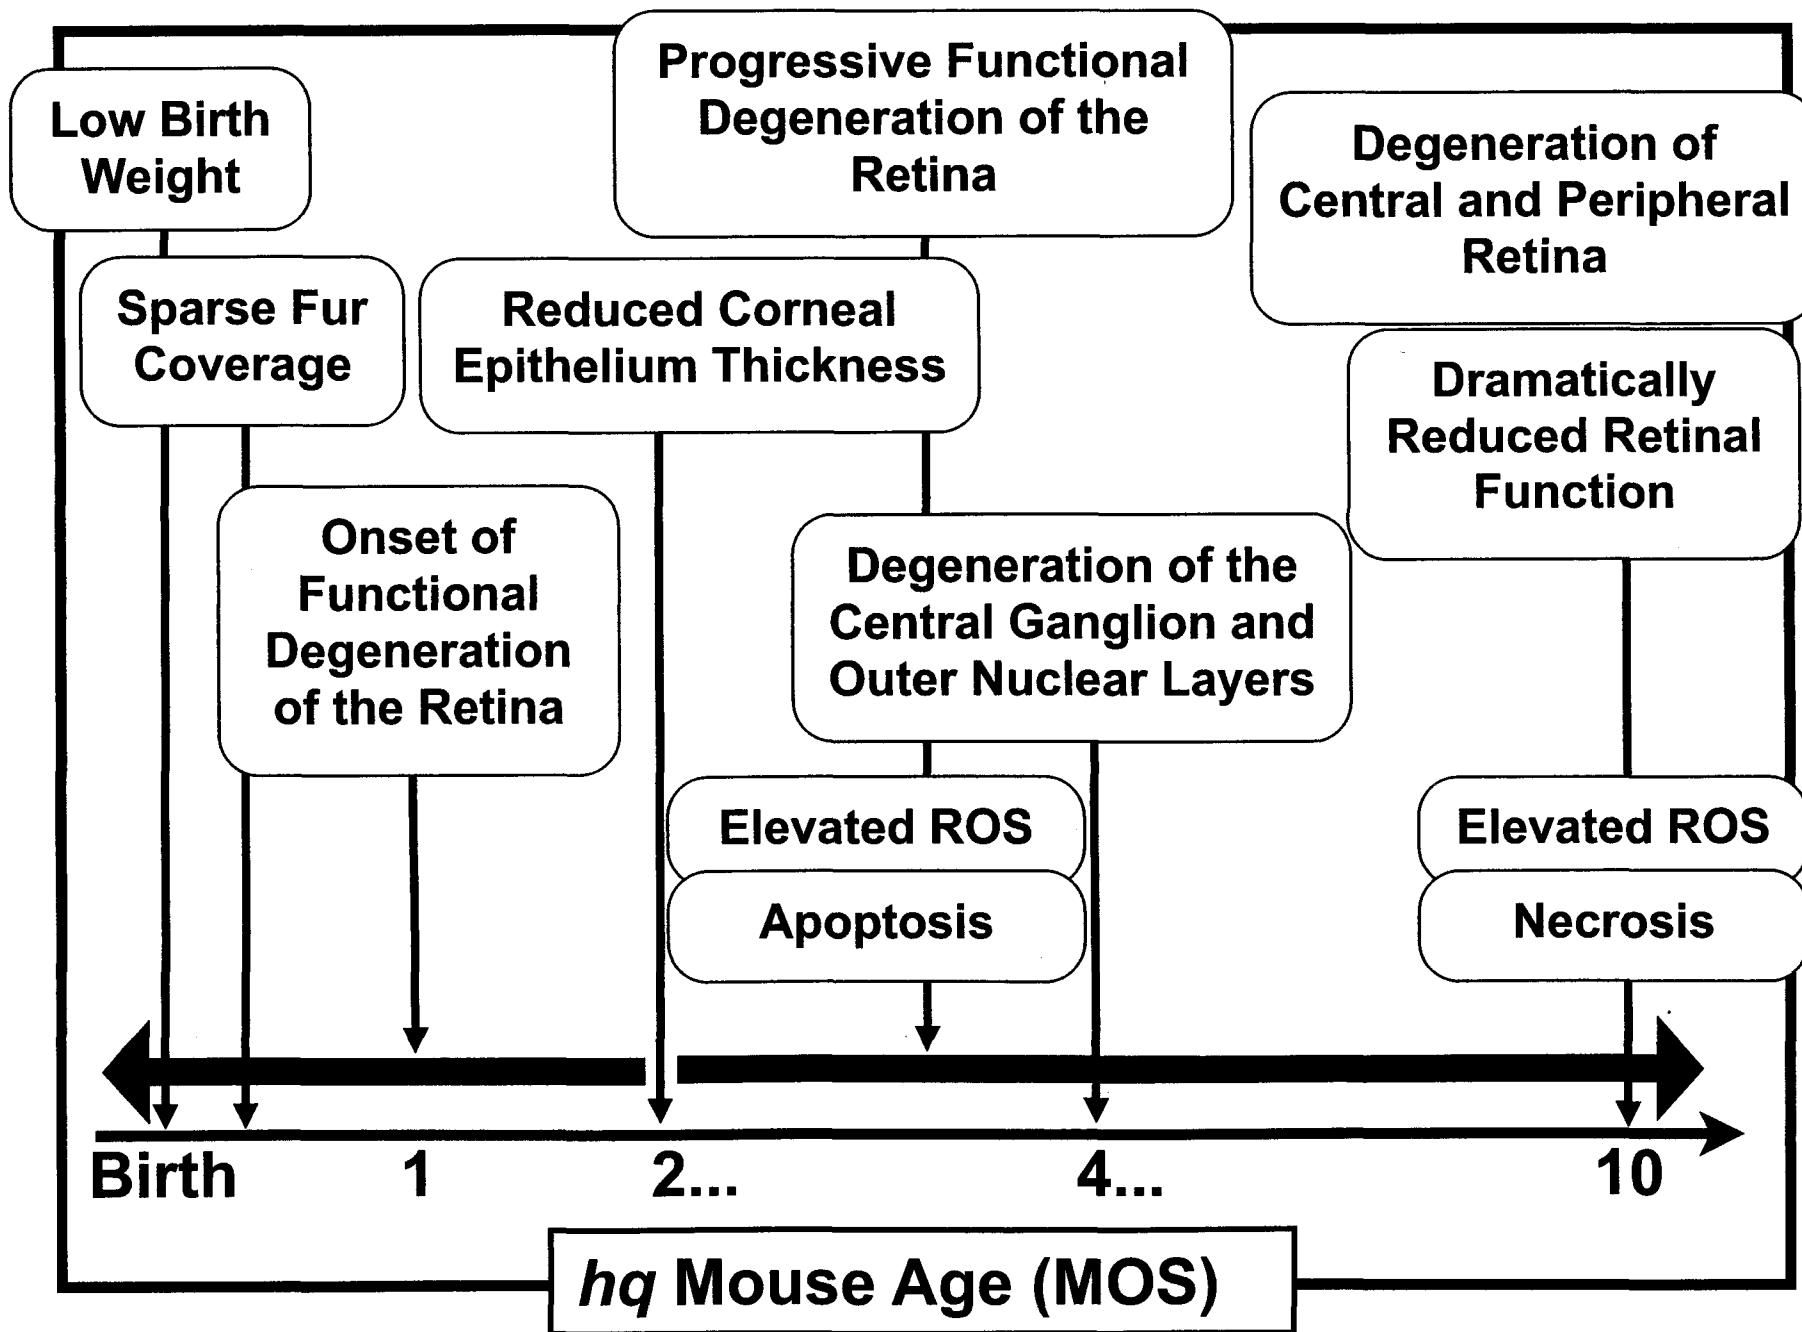 Low Birth
Weight
Sparse Fur
Coverage
Onset of
Functional
Degeneration
of the Retina
Progressive Functional
Degeneration of the
Retina
Reduced Corneal
Epithelium Thickness
Degeneration of the
Central Ganglion and
Outer Nuclear Layers
Elevated ROS
Apoptosis
Degeneration of
Central and Peripheral
Retina
Dramatically
Reduced Retinal
Function
Elevated ROS
Necrosis
Birth 1 2... 4... 10
hq Mouse Age (MOS)